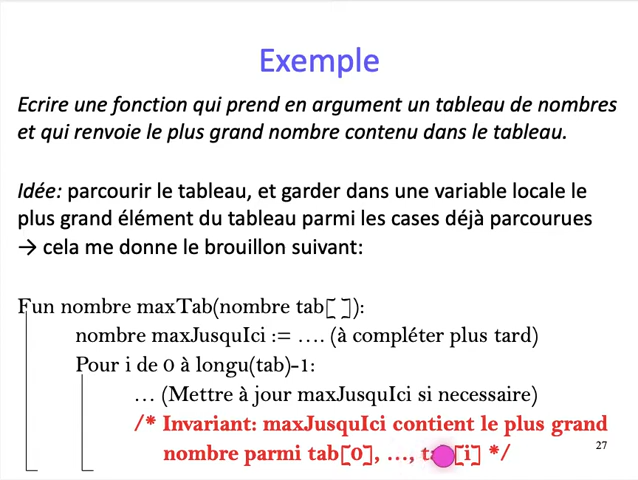 Exemple
Ecrire une fonction qui prend en argument un tableau de nombres
et qui renvoie le plus grand nombre contenu dans le tableau.
Idée: parcourir le tableau, et garder dans une variable locale le
plus grand élément du tableau parmi les cases déjà parcourues
→ cela me donne le brouillon suivant:
Fun nombre maxTab(nombre tab[ ]):
nombre maxJusquIci := …. (à compléter plus tard)
Pour i de 0 à longu(tab)-1:
… (Mettre à jour maxJusquIci si necessaire)
/* Invariant: maxJusquIci contient le plus grand
nombre parmi tab[0], …, tab[i] */
27